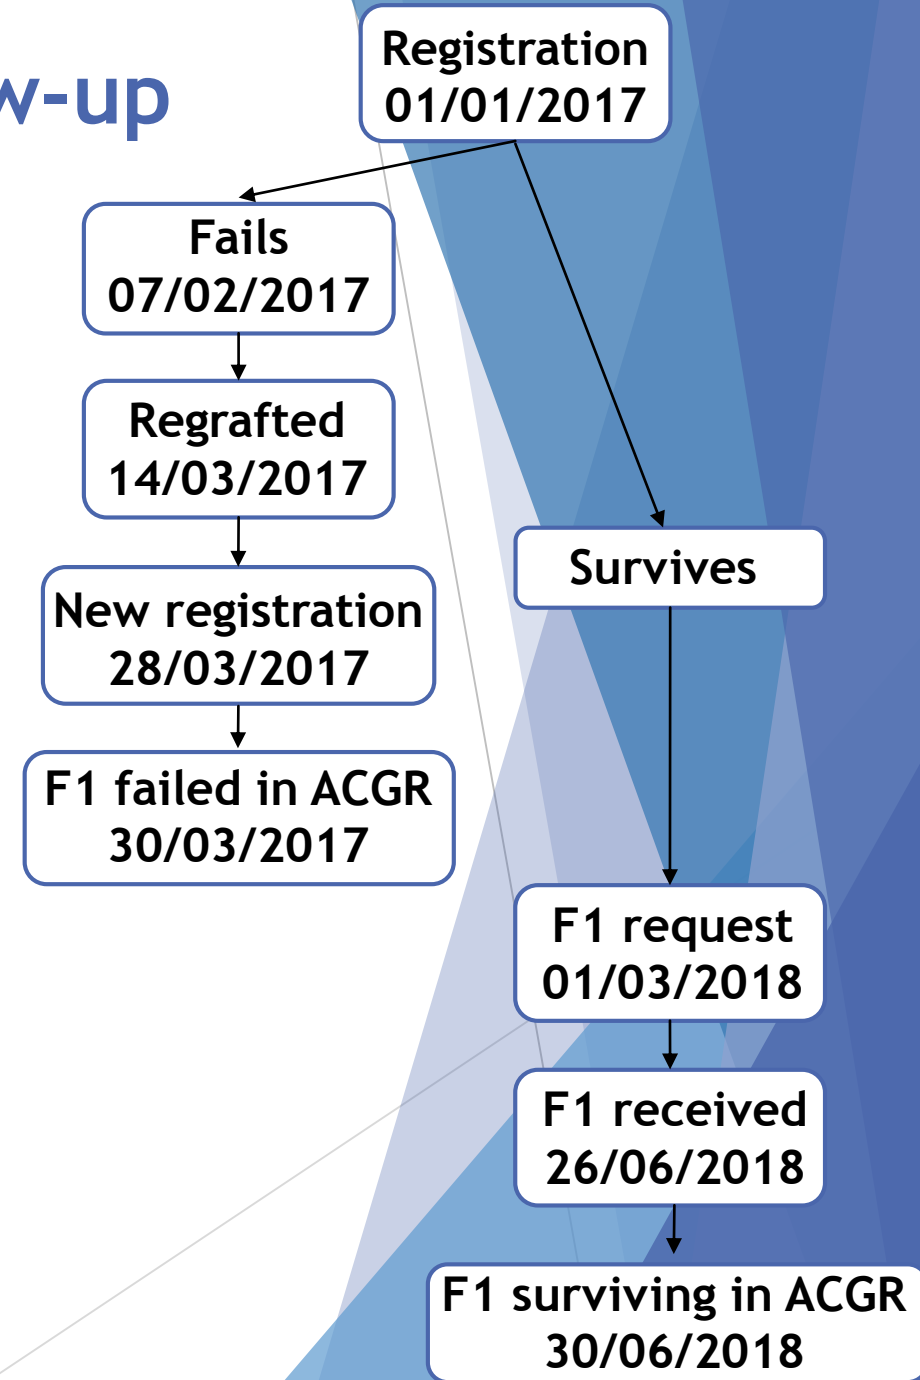 w-up
Registration
01/01/2017
Fails
07/02/2017
Regrafted
14/03/2017
New registration
28/03/2017
F1 failed in ACGR
30/03/2017
Survives
F1 request
01/03/2018
F1 received
26/06/2018
F1 surviving in ACGR
30/06/2018